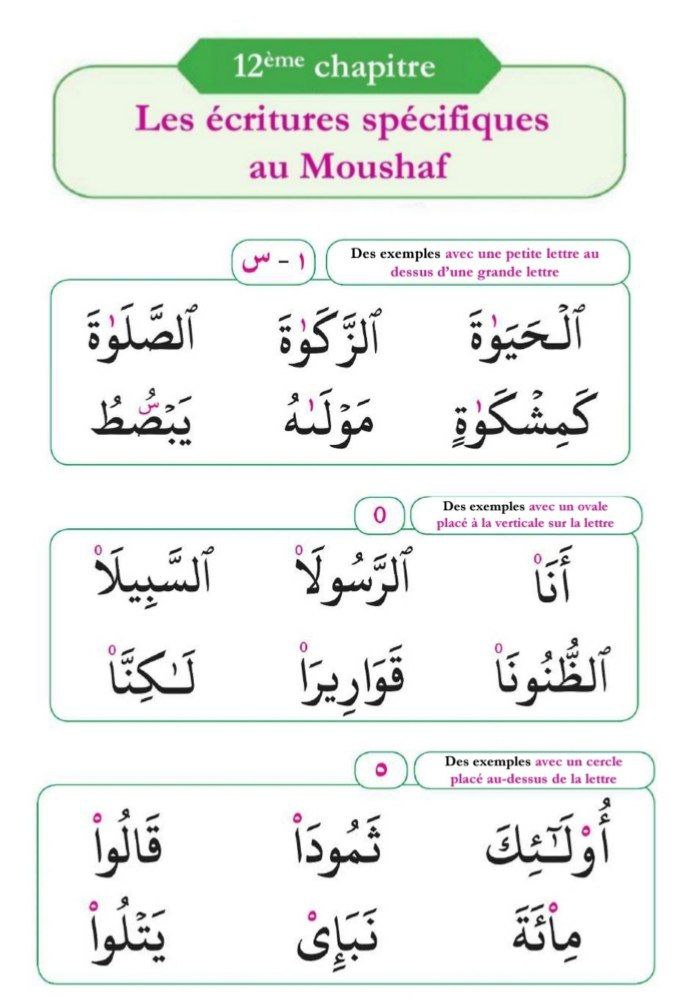 12ème chapitre
Les écritures spécifiques
au Moushaf
ٱ - س
Des exemples avec une petite lettre au
dessus d'une grande lettre
ٱلْحَيَوٰةَ ٱلزَّكَوٰةَ ٱلصَّلَوٰةَ
كَمِشْكَوٰةٍ مَوْلَىٰهُ يَبْصُۜطُ
Des exemples avec un ovale
placé à la verticale sur la lettre
0
أَنَا۠ ٱلرَّسُولَا۠ ٱلسَّبِيلَا۠
ٱلظُّنُونَا۠ قَوَارِيرَا۠ لَـٰكِنَّا۠
Des exemples avec un cercle
placé au-dessus de la lettre
ه
أُو۟لَـٰٓئِكَ ثَمُودَا۟ قَالُوا۟
مِا۟ئَةَ نَبَإِى۟ يَتْلُوا۟